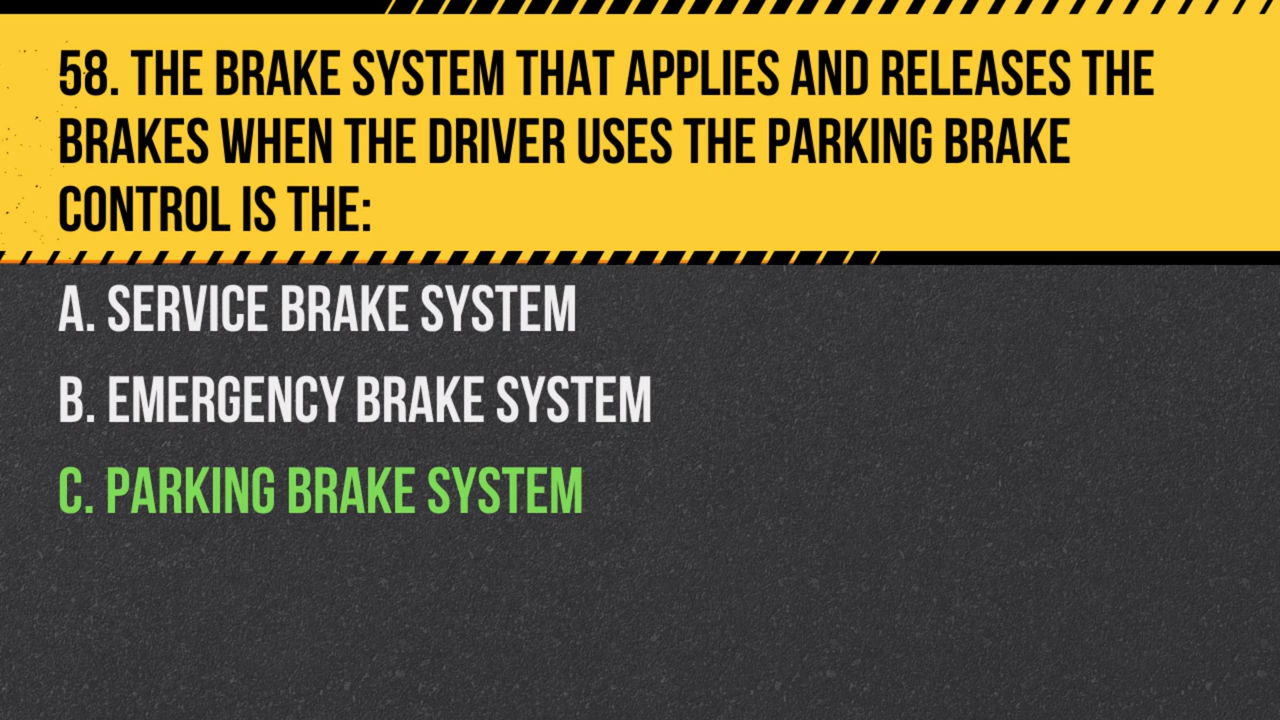 58. THE BRAKE SYSTEM THAT APPLIES AND RELEASES THE
BRAKES WHEN THE DRIVER USES THE PARKING BRAKE
CONTROL IS THE:
A. SERVICE BRAKE SYSTEM
B. EMERGENCY BRAKE SYSTEM
C. PARKING BRAKE SYSTEM